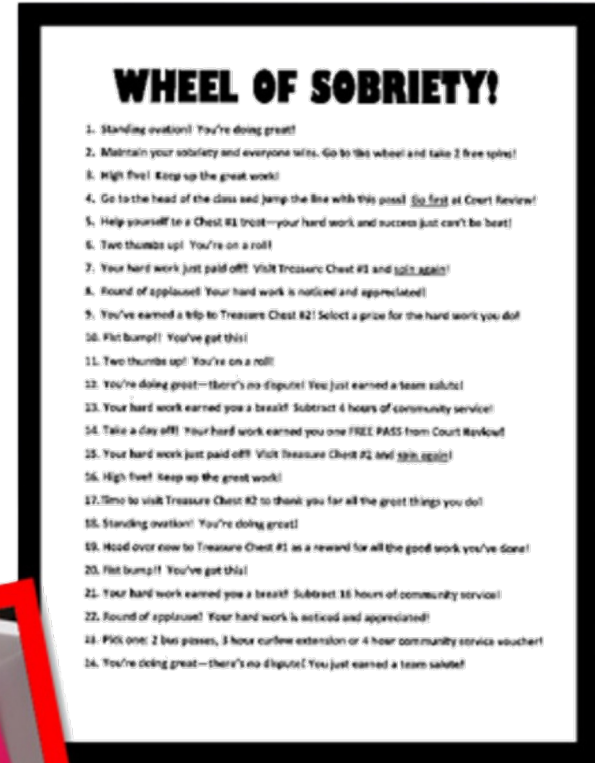 WHEEL OF SOBRIETY!
1. Standing ovation! You're doing great!
2. Maintain your sobriety and everyone wins. Go to the wheel and take 2 free spins!
3. High five! Keep up the great work!
4. Go to the head of the class and jump the line with this pass! Go first at Court Review!
5. Help yourself to a Chest #1 treat—your hard work and success just can't be beat!
6. Two thumbs up! You're on a roll!
7. Your hard work just paid off! Visit Treasure Chest #1 and spin again!
8. Round of applause! Your hard work is noticed and appreciated!
9. You've earned a trip to Treasure Chest #2! Select a prize for the hard work you do!
10. Fist bump!! You've got this!
11. Two thumbs up! You're on a roll!
12. You're doing great—there's no dispute! You just earned a team salute!
13. Your hard work earned you a break! Subtract hours of community service!
14. Take a day off! Your hard work earned you one FREE PASS from Court Review!
15. Your hard work just paid off! Visit Treasure Chest and spin again!
16. High five! Keep up the great work!
17. Time to visit Treasure Chest #2 to thank you for all the great things you do!
18. Standing ovation! You're doing great!
19. Head over now to Treasure Chest #1 as a reward for all the good work you've done!
20. Fist bump!! You've got this!
21. Your hard work earned you a break! Subtract 16 hours of community service!
22. Round of applause! Your hard work is noticed and appreciated!
23. Pick one: 2 bus passes, 3 hour curfew extension or 4 hour community service voucher!
24. You're doing great—there's no dispute! You just earned a team salute!